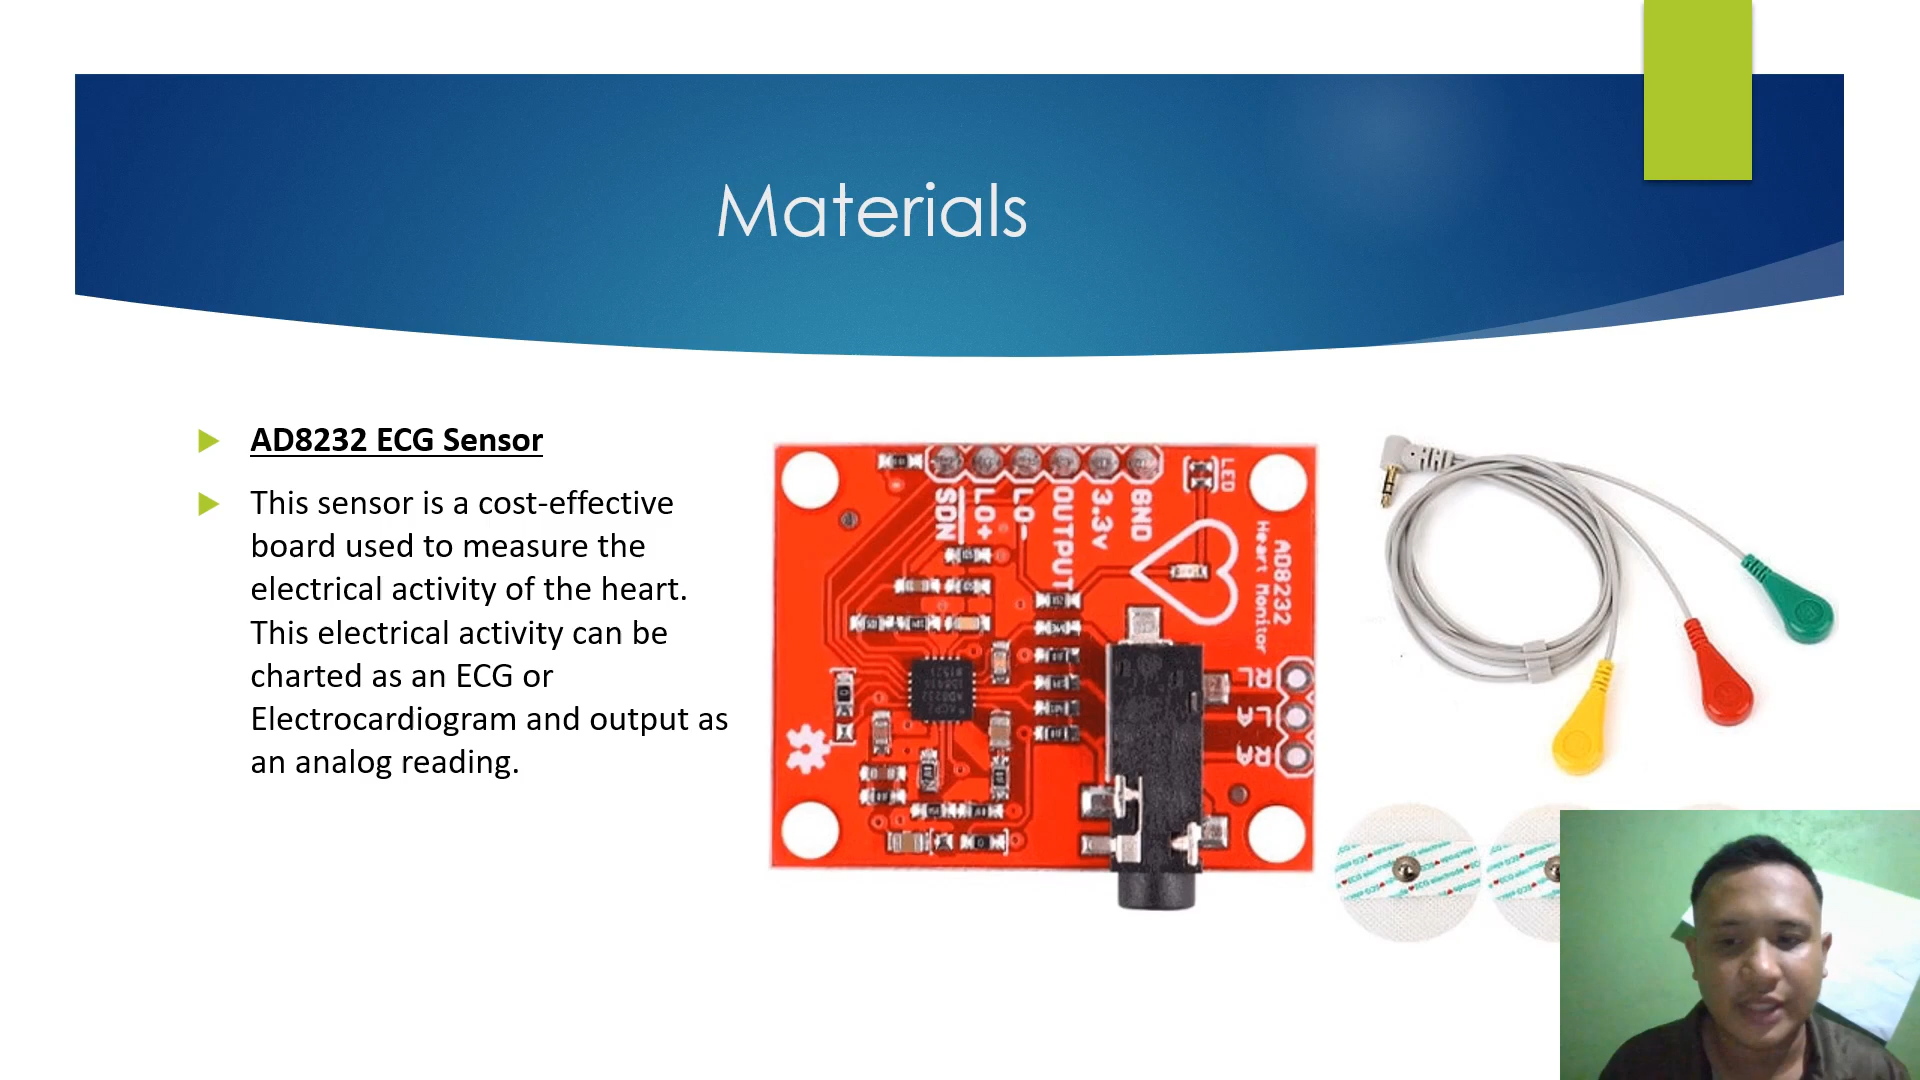 Materials
AD8232 ECG Sensor
This sensor is a cost-effective
board used to measure the
electrical activity of the heart.
This electrical activity can be
charted as an ECG or
Electrocardiogram and output as
an analog reading.
SDN
LO+
LO-
OUTPUT
3.3v
GND
LED
AD8232
Heart Monitor
RL
LA
RA